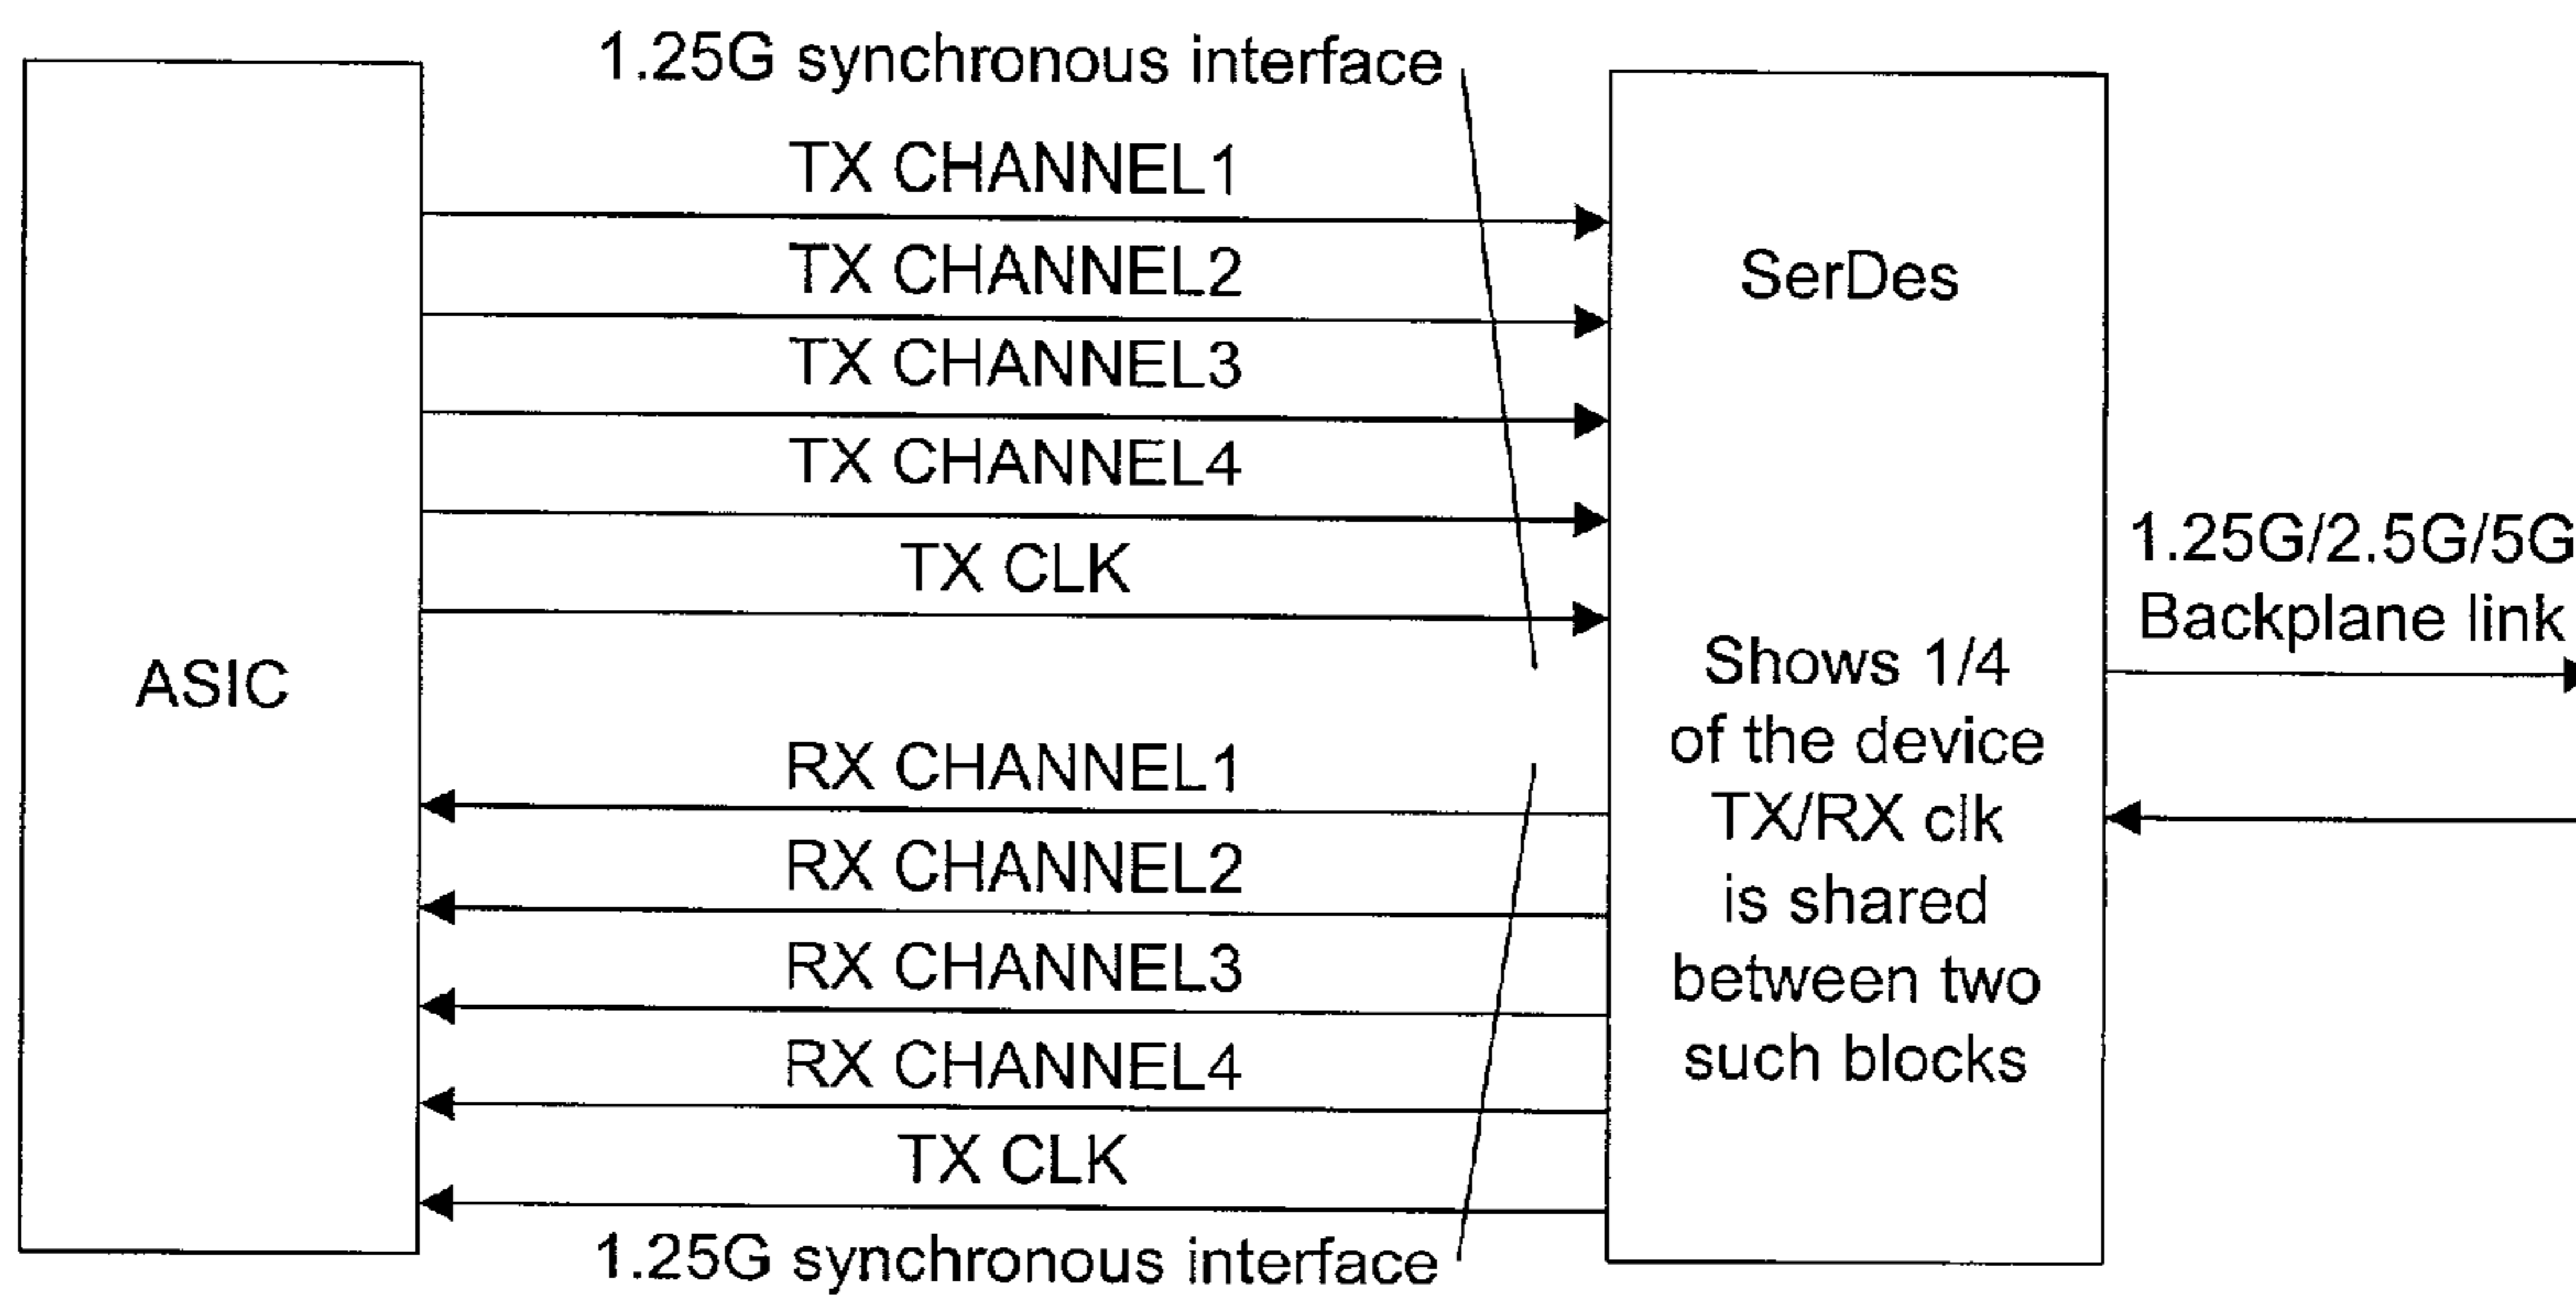 1.25G synchronous interface
TX CHANNEL1
TX CHANNEL2
TX CHANNEL3
TX CHANNEL4
TX CLK
ASIC
RX CHANNEL1
RX CHANNEL2
RX CHANNEL3
RX CHANNEL4
TX CLK
1.25G synchronous interface
SerDes
Shows 1/4
of the device
TX/RX clk
is shared
between two
such blocks
1.25G/2.5G/5G
Backplane link